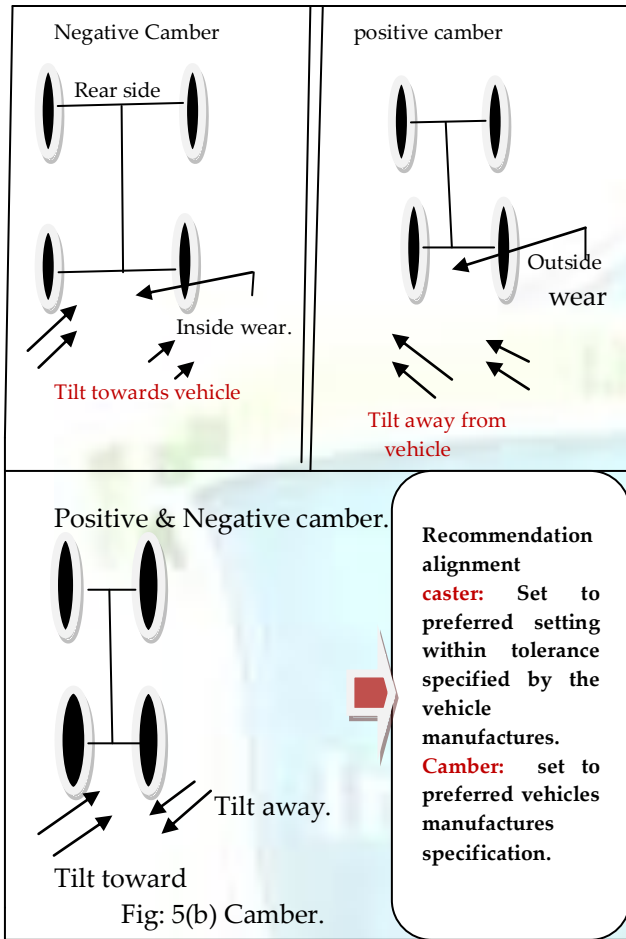 Negative Camber
Rear side
Inside wear.
Tilt towards vehicle
positive camber
Outside
wear
Tilt away from
vehicle
Positive & Negative camber.
Tilt away.
Tilt toward
Fig: 5(b) Camber.
Recommendation
alignment
caster: Set to
preferred setting
within tolerance
specified by the
vehicle
manufactures.
Camber: set to
preferred vehicles
manufactures
specification.